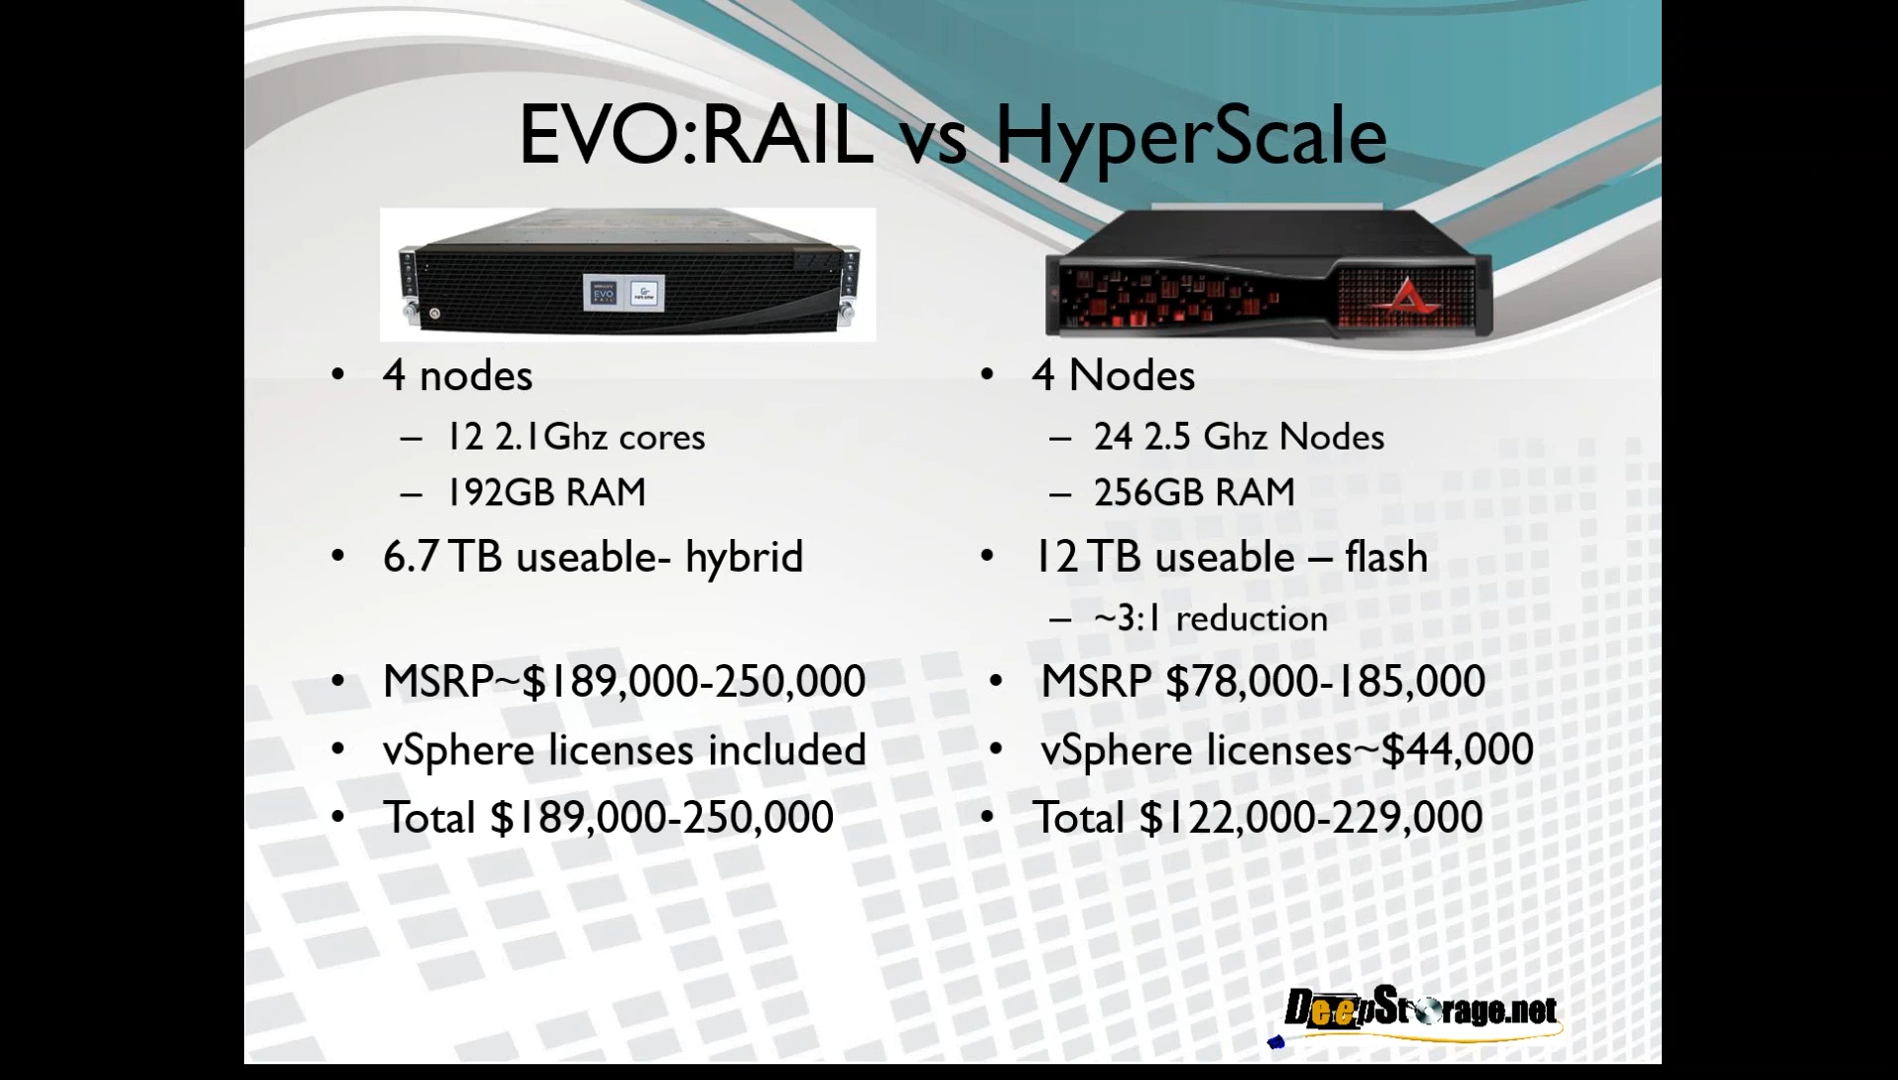 EVO:RAIL vs HyperScale
EVO
RAIL
• 4 nodes
– 12 2.1Ghz cores
– 192GB RAM
• 6.7 TB useable- hybrid
• MSRP~$189,000-250,000
• vSphere licenses included
• Total $189,000-250,000
• 4 Nodes
– 24 2.5 Ghz Nodes
– 256GB RAM
• 12 TB useable – flash
– ~3:1 reduction
• MSRP $78,000-185,000
• vSphere licenses~$44,000
• Total $122,000-229,000
DeepStorage.net